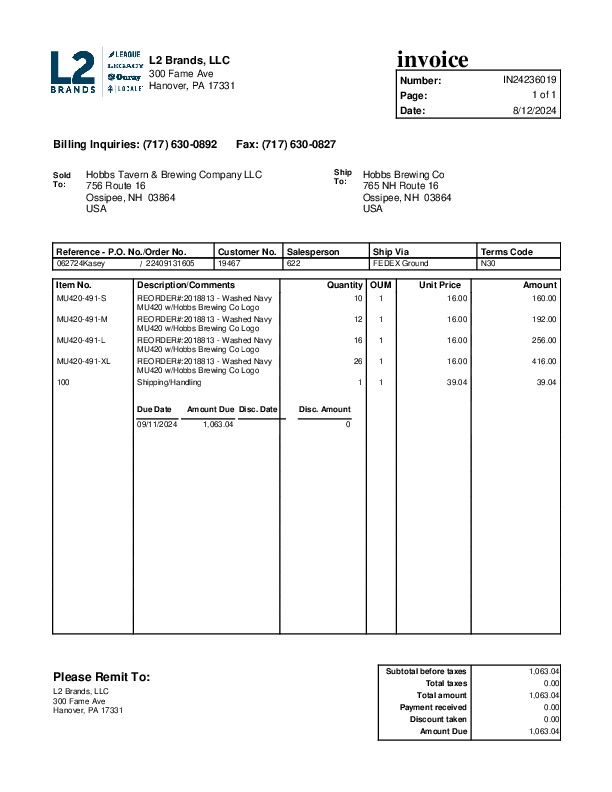 L2 BRANDS
LEAGUE
LEGACY
Ouray
LOCALE
L2 Brands, LLC
300 Fame Ave
Hanover, PA 17331
invoice
Number: IN24236019
Page: 1 of 1
Date: 8/12/2024
Billing Inquiries: (717) 630-0892 Fax: (717) 630-0827
Sold To:
Hobbs Tavern & Brewing Company LLC
756 Route 16
Ossipee, NH 03864
USA
Ship To:
Hobbs Brewing Co
765 NH Route 16
Ossipee, NH 03864
USA
Reference - P.O. No./Order No. Customer No. Salesperson Ship Via Terms Code
062724Kasey / 22409131605 19467 622 FEDEX Ground N30
Item No. Description/Comments Quantity OUM Unit Price Amount
MU420-491-S REORDER#:2018813 - Washed Navy 10 1 16.00 160.00
MU420 w/Hobbs Brewing Co Logo
MU420-491-M REORDER#:2018813 - Washed Navy 12 1 16.00 192.00
MU420 w/Hobbs Brewing Co Logo
MU420-491-L REORDER#:2018813 - Washed Navy 16 1 16.00 256.00
MU420 w/Hobbs Brewing Co Logo
MU420-491-XL REORDER#:2018813 - Washed Navy 26 1 16.00 416.00
MU420 w/Hobbs Brewing Co Logo
100 Shipping/Handling 1 1 39.04 39.04
Due Date Amount Due Disc. Date Disc. Amount
09/11/2024 1,063.04 0
Please Remit To:
L2 Brands, LLC
300 Fame Ave
Hanover, PA 17331
Subtotal before taxes 1,063.04
Total taxes 0.00
Total amount 1,063.04
Payment received 0.00
Discount taken 0.00
Amount Due 1,063.04